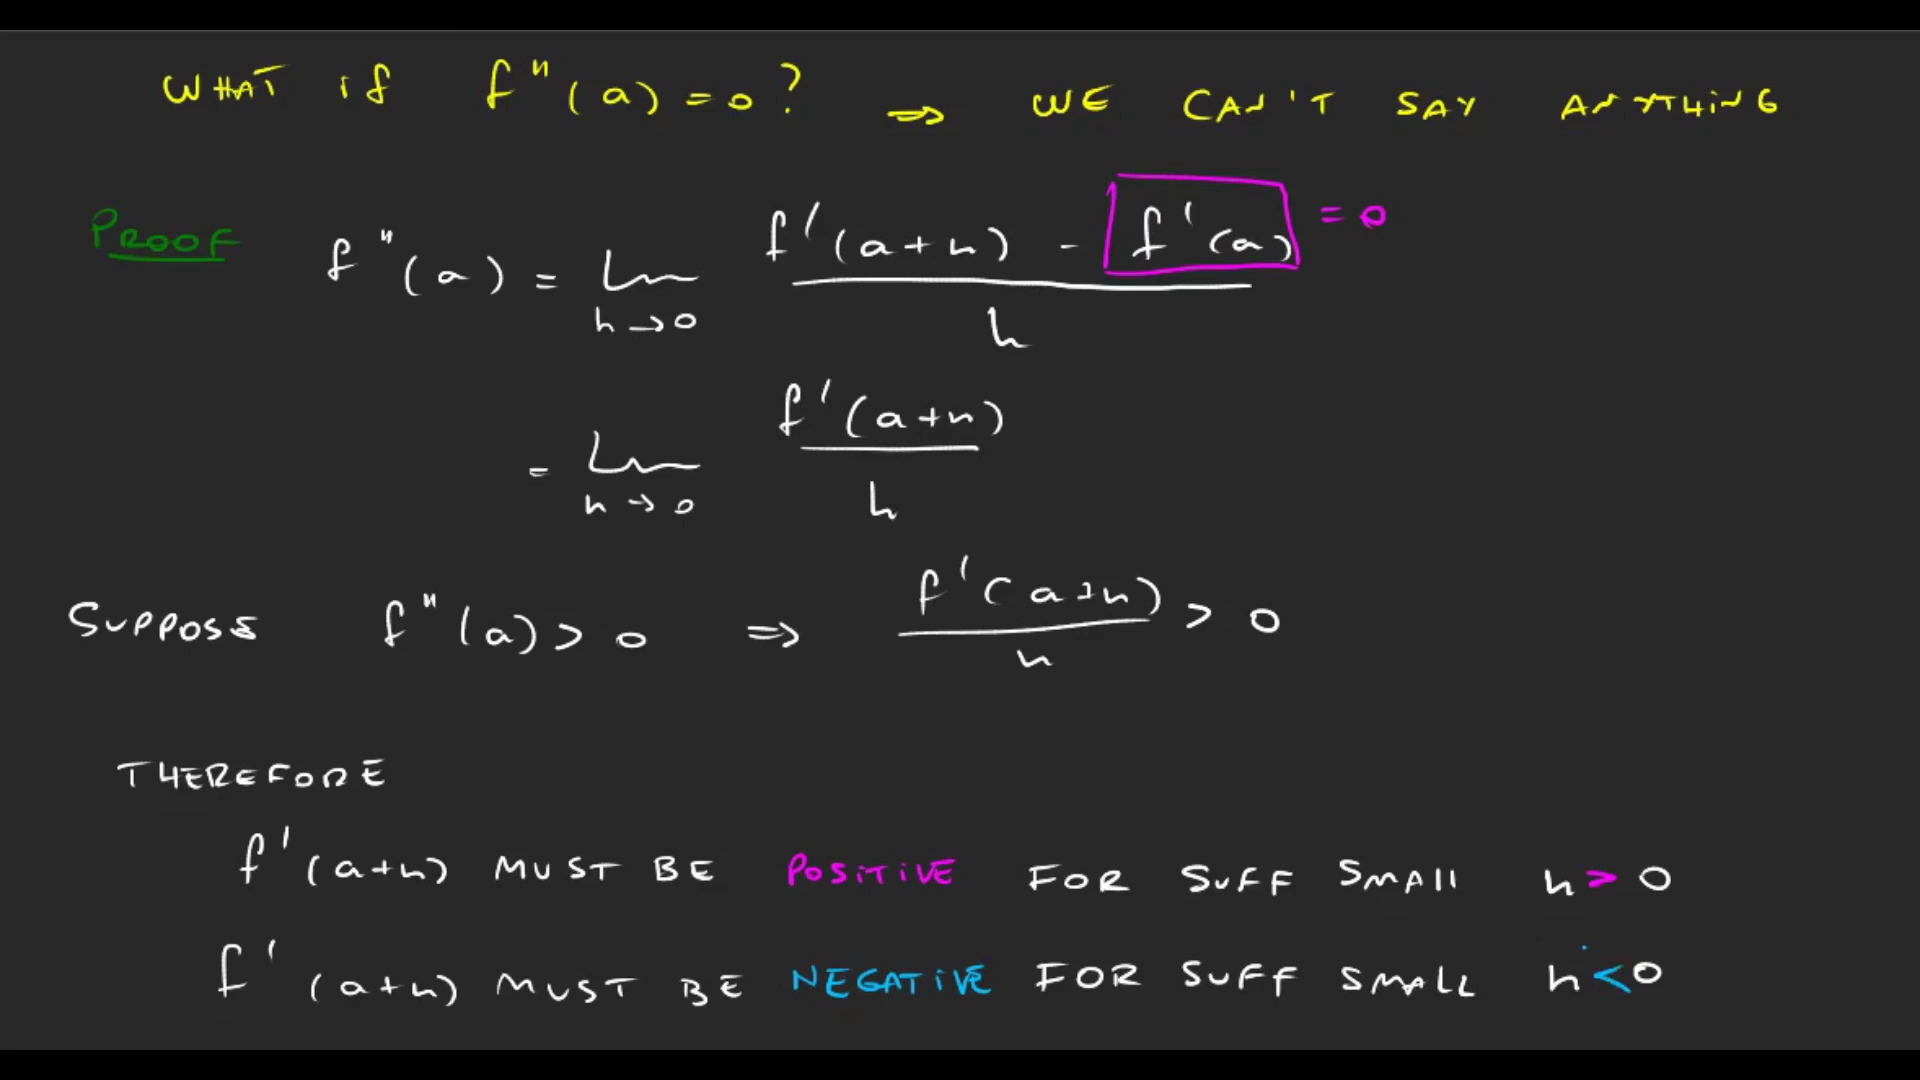 WHAT if f"(a) = 0? ⇒ WE CAN'T SAY ANYTHING
PROOF f"(a) = Lim h→0 f'(a+h) - f'(a) / h = 0
= Lim h→0 f'(a+h) / h
SUPPOSE f"(a) > 0 ⇒ f'(a+h) / h > 0
THEREFORE
f'(a+h) MUST BE POSiTiVE FOR SUFF SMAll h > 0
f'(a+h) MUST BE NEGATiVE FOR SUFF SMALL h < 0